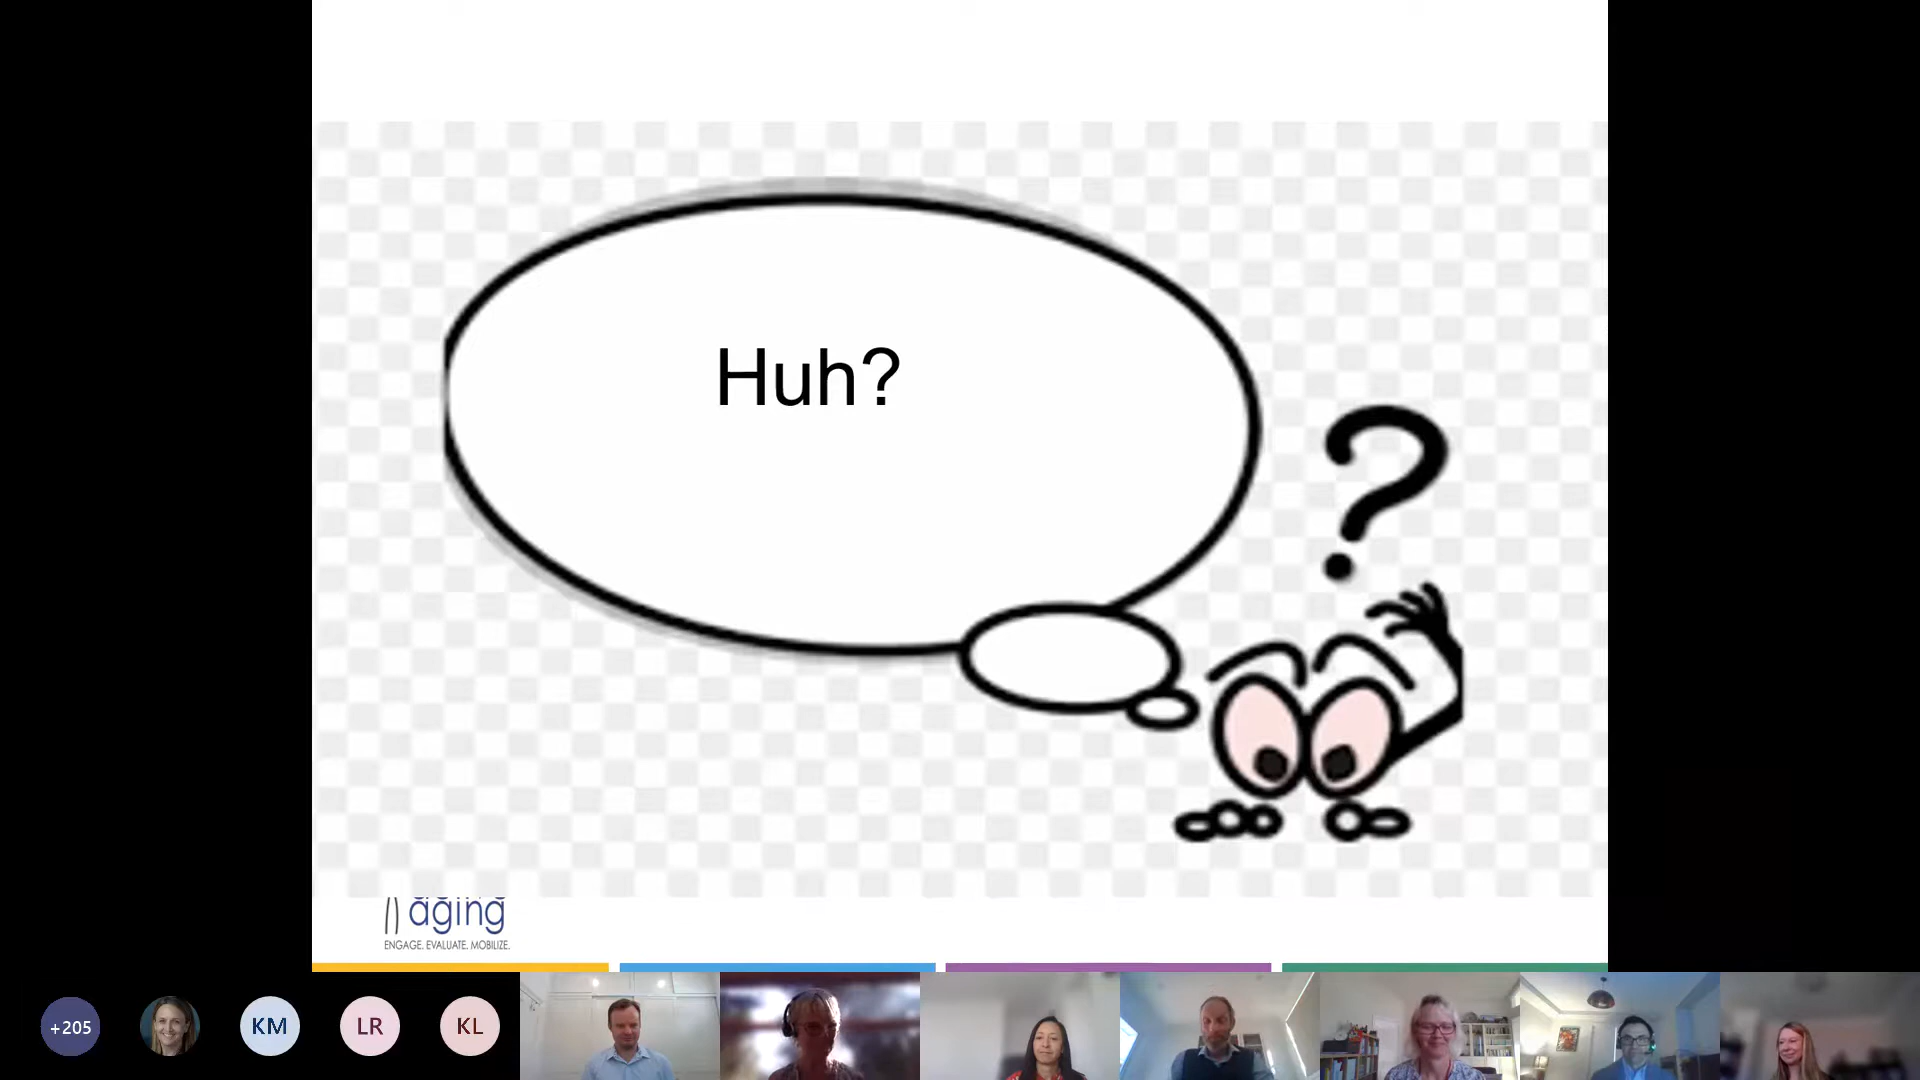 Huh?
?
aging
ENGAGE. EVALUATE. MOBILIZE.
+205
KM
LR
KL